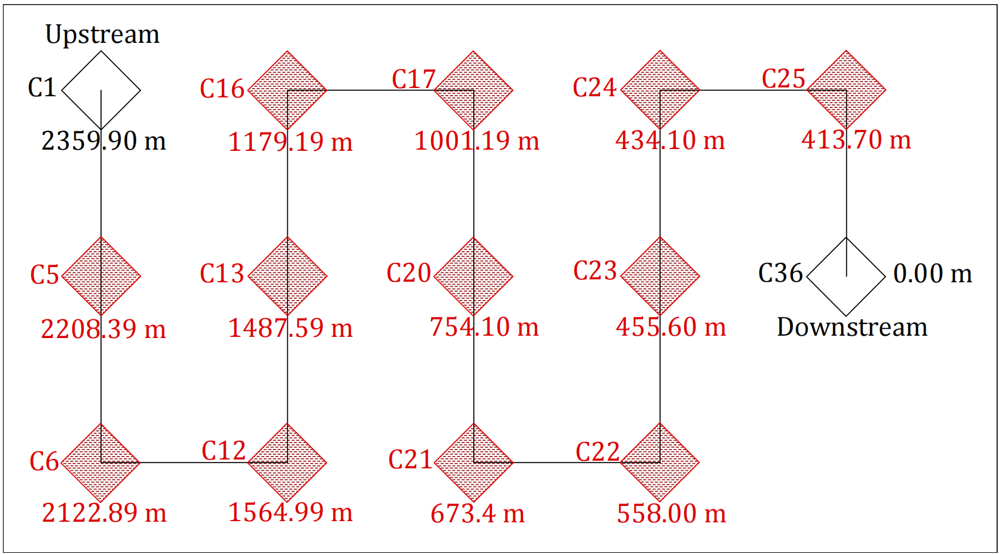 Upstream
C1
2359.90 m
C16
1179.19 m
C17
1001.19 m
C24
434.10 m
C25
413.70 m
C5
2208.39 m
C13
1487.59 m
C20
754.10 m
C23
455.60 m
C36
0.00 m
Downstream
C6
2122.89 m
C12
1564.99 m
C21
673.4 m
C22
558.00 m